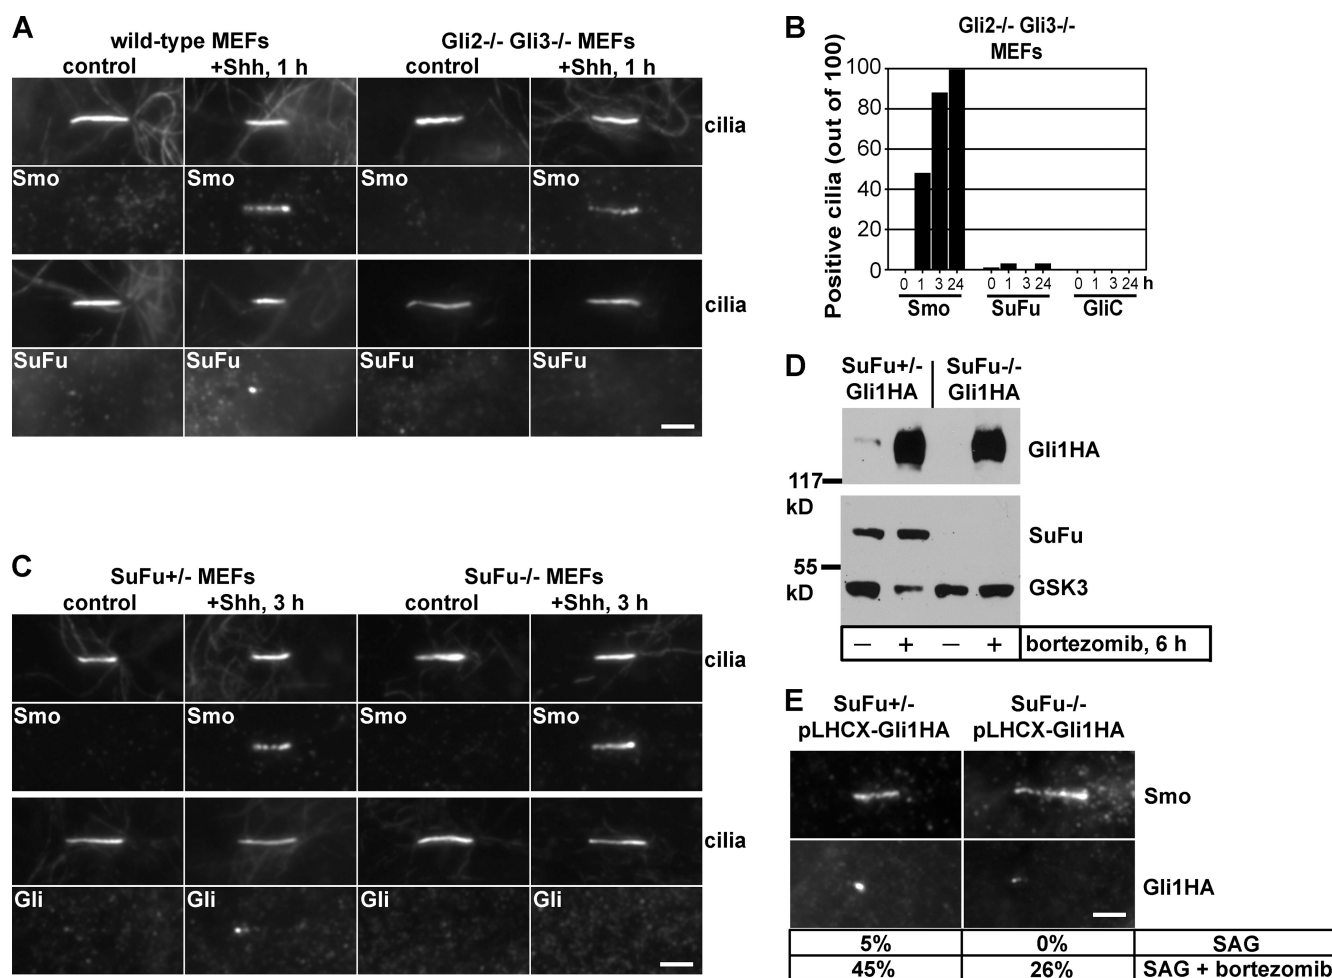 A
wild-type MEFs
Gli2-/- Gli3-/- MEFs
control
+Shh, 1 h
control
+Shh, 1 h
cilia
Smo
Smo
Smo
Smo
cilia
SuFu
SuFu
SuFu
SuFu
B
Gli2-/- Gli3-/-
MEFs
Positive cilia (out of 100)
100
80
60
40
20
0
0 1 3 24 0 1 3 24 0 1 3 24 h
Smo SuFu GliC
C
SuFu+/- MEFs
SuFu-/- MEFs
control
+Shh, 3 h
control
+Shh, 3 h
cilia
Smo
Smo
Smo
Smo
cilia
Gli
Gli
Gli
Gli
D
SuFu+/-
Gli1HA
SuFu-/-
Gli1HA
Gli1HA
117
kD
SuFu
55
kD
GSK3
– + – + bortezomib, 6 h
E
SuFu+/-
pLHCX-Gli1HA
SuFu-/-
pLHCX-Gli1HA
Smo
Gli1HA
5% 0% SAG
45% 26% SAG + bortezomib